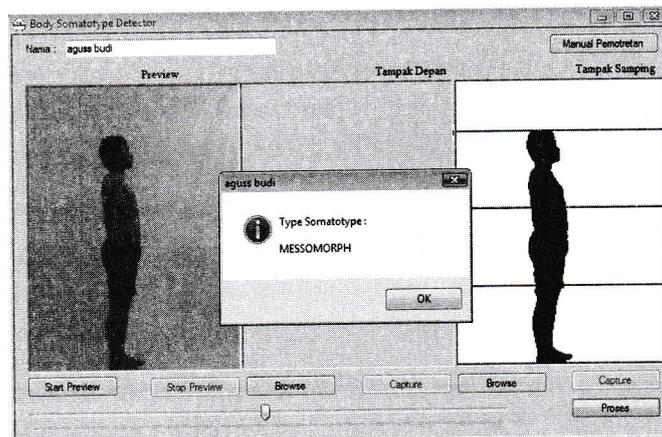 Body Somatotype Detector
Nama : aguss budi
Manual Pemotretan
Preview
Tampak Depan
Tampak Samping
aguss budi
Type Somatotype :
MESSOMORPH
OK
Start Preview
Stop Preview
Browse
Capture
Browse
Capture
Proses